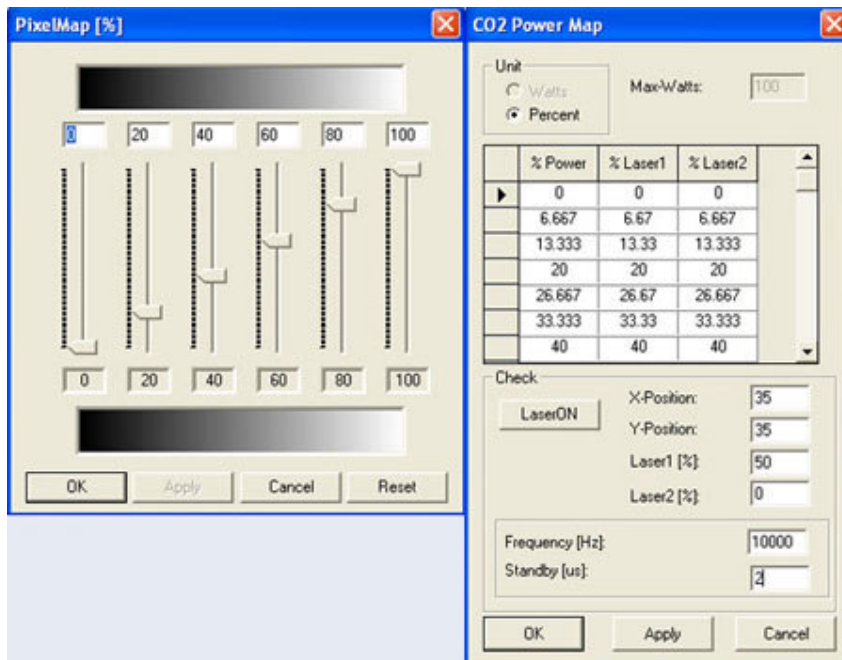 PixelMap [%]
0 20 40 60 80 100
0 20 40 60 80 100
OK Apply Cancel Reset
CO2 Power Map
Unit
Watts
Percent
Max-Watts: 100
% Power % Laser1 % Laser2
0 0 0
6.667 6.67 6.667
13.333 13.33 13.333
20 20 20
26.667 26.67 26.667
33.333 33.33 33.333
40 40 40
Check
LaserON
X-Position: 35
Y-Position: 35
Laser1 [%]: 50
Laser2 [%]: 0
Frequency [Hz]: 10000
Standby [us]: 2
OK Apply Cancel